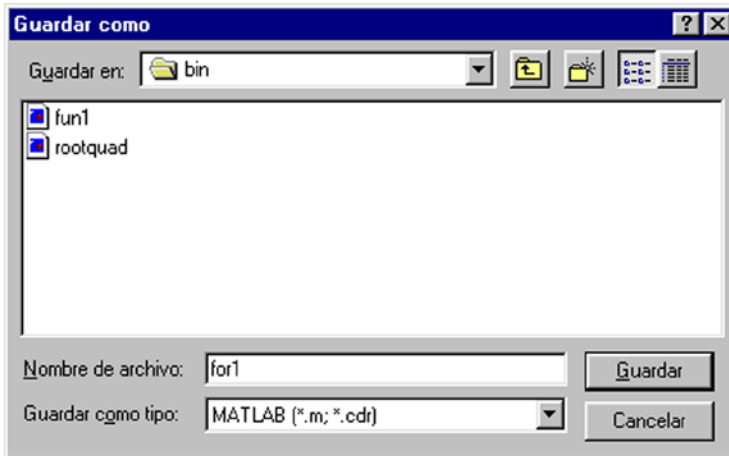 Guardar como
Guardar en: bin
fun1
rootquad
Nombre de archivo: for1 Guardar
Guardar como tipo: MATLAB (*.m; *.cdr) Cancelar